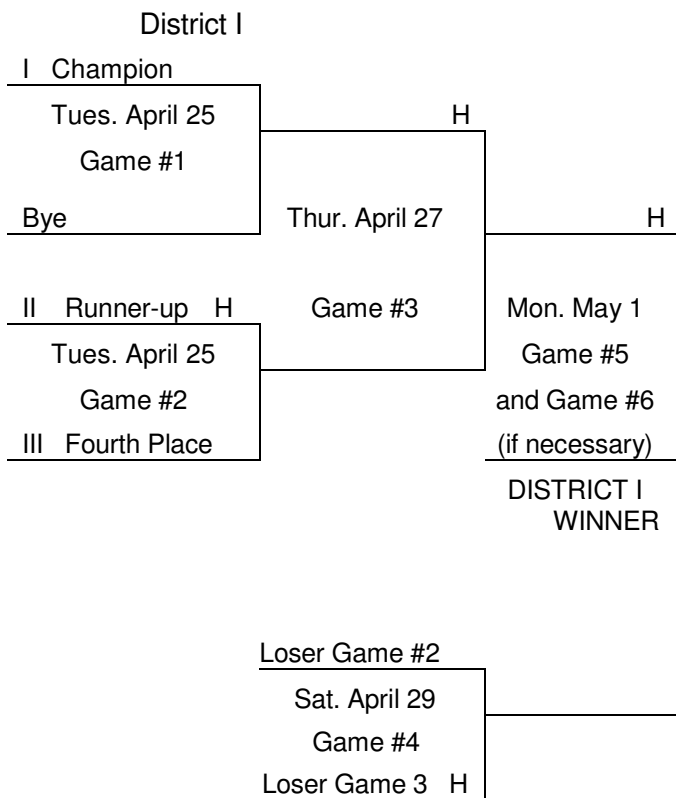 District I
I Champion
Tues. April 25
H
Game #1
Bye
Thur. April 27
H
II Runner-up H
Game #3
Mon. May 1
Tues. April 25
Game #5
Game #2
and Game #6
III Fourth Place
(if necessary)
DISTRICT I
WINNER
Loser Game #2
Sat. April 29
Game #4
Loser Game 3 H